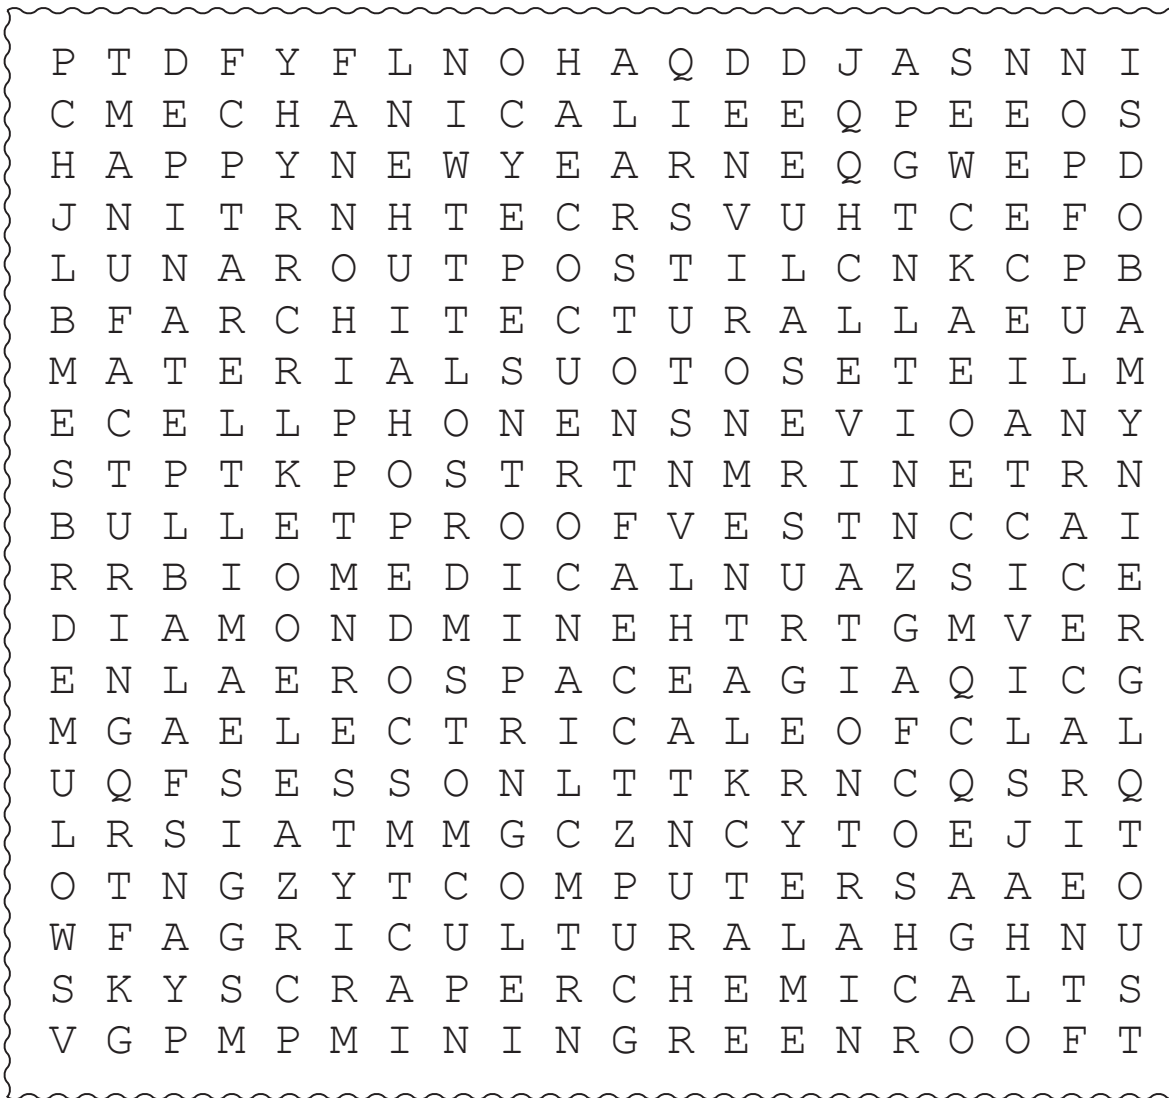 P T D F Y F L N O H A Q D D J A S N N I
C M E C H A N I C A L I E E Q P E E O S
H A P P Y N E W Y E A R N E Q G W E P D
J N I T R N H T E C R S V U H T C E F O
L U N A R O U T P O S T I L C N K C P B
B F A R C H I T E C T U R A L L A E U A
M A T E R I A L S U O T O S E T E I L M
E C E L L P H O N E N S N E V I O A N Y
S T P T K P O S T R T N M R I N E T R N
B U L L E T P R O O F V E S T N C C A I
R R B I O M E D I C A L N U A Z S I C E
D I A M O N D M I N E H T R T G M V E R
E N L A E R O S P A C E A G I A Q I C G
M G A E L E C T R I C A L E O F C L A L
U Q F S E S S O N L T T K R N C Q S R Q
L R S I A T M M G C Z N C Y T O E J I T
O T N G Z Y T C O M P U T E R S A A E O
W F A G R I C U L T U R A L A H G H N U
S K Y S C R A P E R C H E M I C A L T S
V G P M P M I N I N G R E E N R O O F T